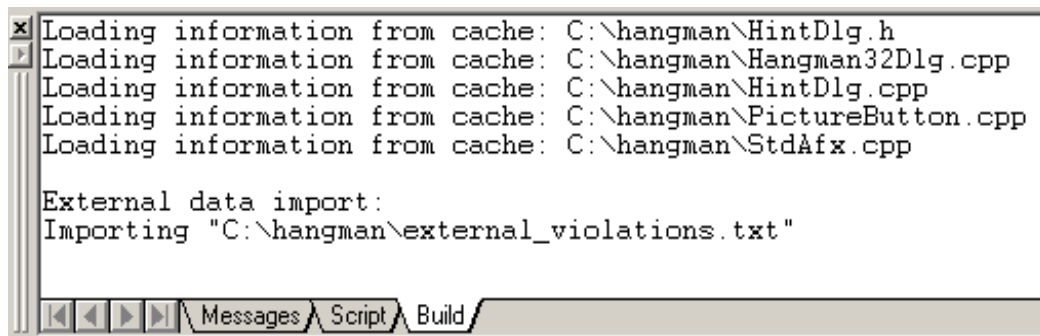 Loading information from cache: C:\hangman\HintDlg.h
Loading information from cache: C:\hangman\Hangman32Dlg.cpp
Loading information from cache: C:\hangman\HintDlg.cpp
Loading information from cache: C:\hangman\PictureButton.cpp
Loading information from cache: C:\hangman\StdAfx.cpp
External data import:
Importing "C:\hangman\external_violations.txt"
Messages Script Build